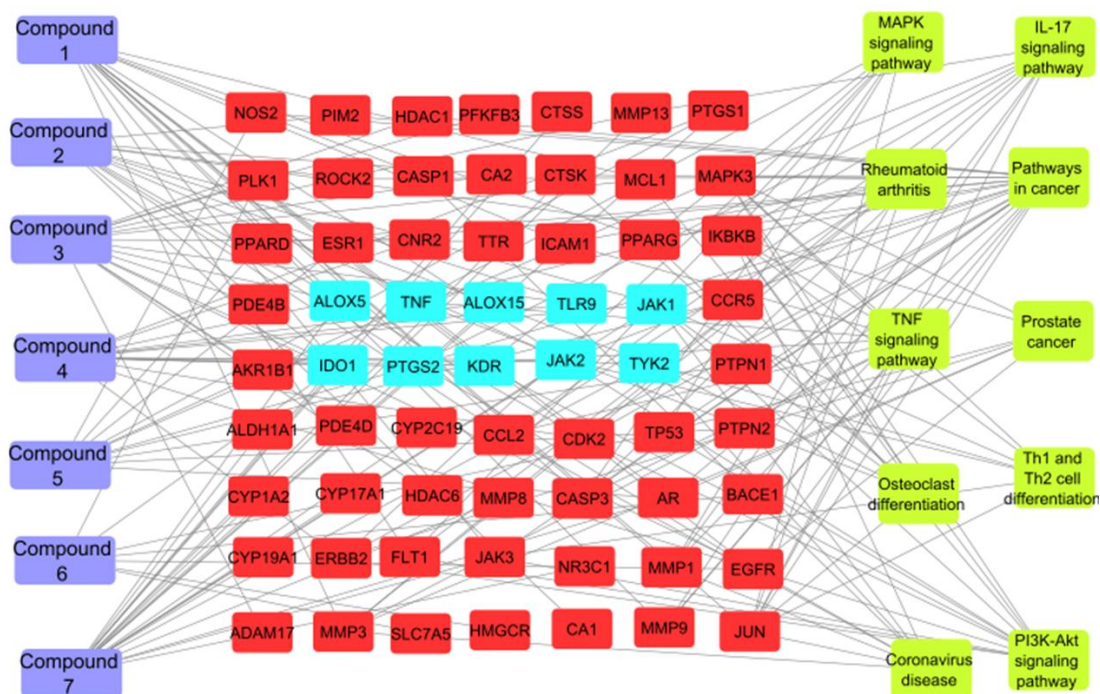 Compound
1
Compound
2
Compound
3
Compound
4
Compound
5
Compound
6
Compound
7
NOS2
PIM2
HDAC1
PFKFB3
CTSS
MMP13
PTGS1
PLK1
ROCK2
CASP1
CA2
CTSK
MCL1
MAPK3
PPARD
ESR1
CNR2
TTR
ICAM1
PPARG
IKBKB
PDE4B
ALOX5
TNF
ALOX15
TLR9
JAK1
CCR5
AKR1B1
IDO1
PTGS2
KDR
JAK2
TYK2
PTPN1
ALDH1A1
PDE4D
CYP2C19
CCL2
CDK2
TP53
PTPN2
CYP1A2
CYP17A1
HDAC6
MMP8
CASP3
AR
BACE1
CYP19A1
ERBB2
FLT1
JAK3
NR3C1
MMP1
EGFR
ADAM17
MMP3
SLC7A5
HMGCR
CA1
MMP9
JUN
MAPK
signaling
pathway
IL-17
signaling
pathway
Rheumatoid
arthritis
Pathways
in cancer
TNF
signaling
pathway
Prostate
cancer
Osteoclast
differentiation
Th1 and
Th2 cell
differentiation
Coronavirus
disease
PI3K-Akt
signaling
pathway